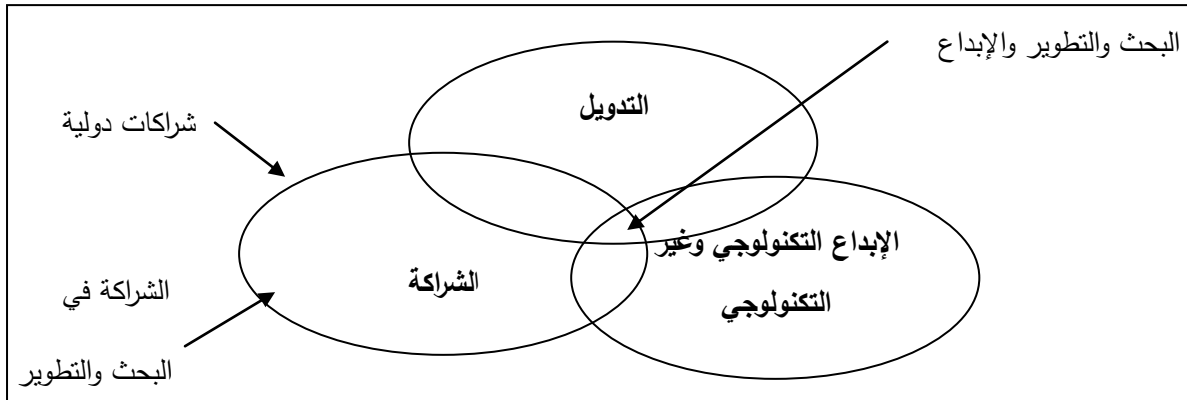 البحث والتطوير والإبداع
التدويل
شراكات دولية
الإبداع التكنولوجي وغير
التكنولوجي
الشراكة
الشراكة في
البحث والتطوير